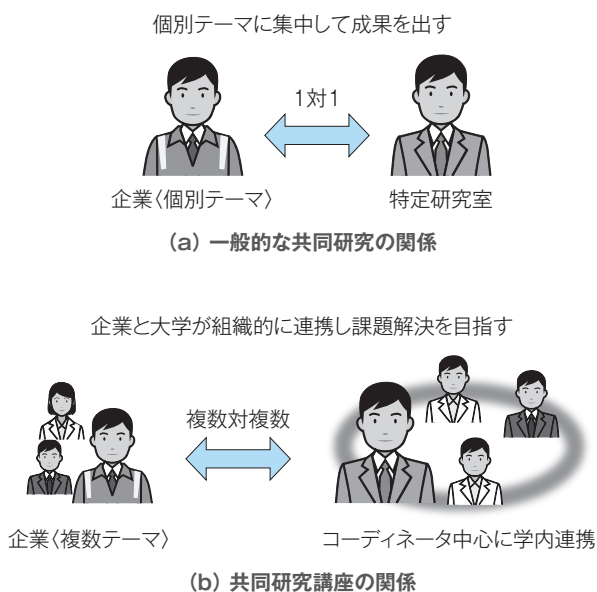 個別テーマに集中して成果を出す
1対1
企業〈個別テーマ〉
特定研究室
(a) 一般的な共同研究の関係
企業と大学が組織的に連携し課題解決を目指す
複数対複数
企業〈複数テーマ〉
コーディネータ中心に学内連携
(b) 共同研究講座の関係